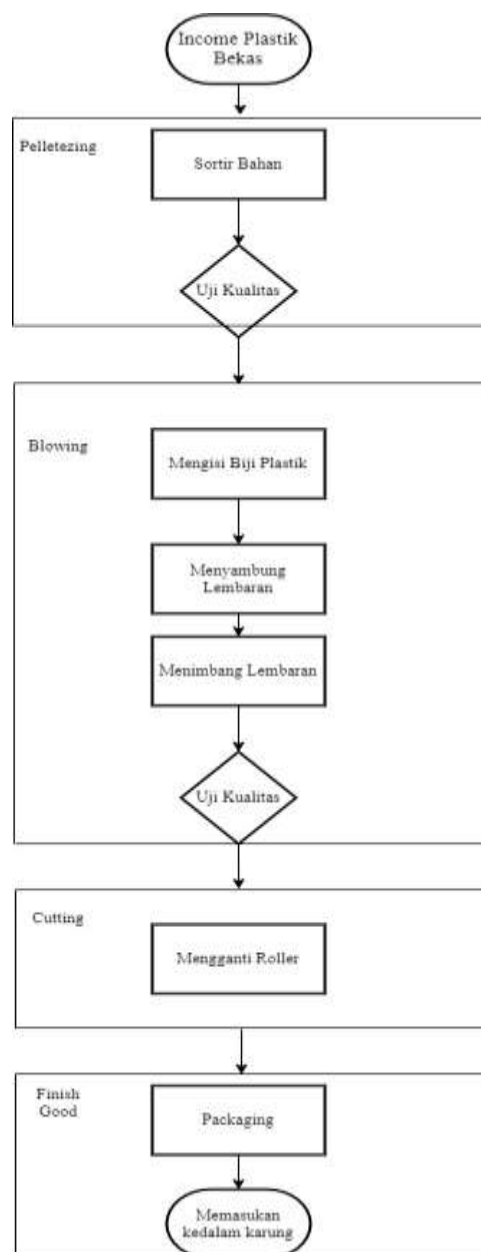 Income Plastik
Bekas
Pelletezing
Sortir Bahan
Uji Kualitas
Blowing
Mengisi Biji Plastik
Menyambung
Lembaran
Menimbang Lembaran
Uji Kualitas
Cutting
Mengganti Roller
Finish
Good
Packaging
Memasukan
kedalam karung